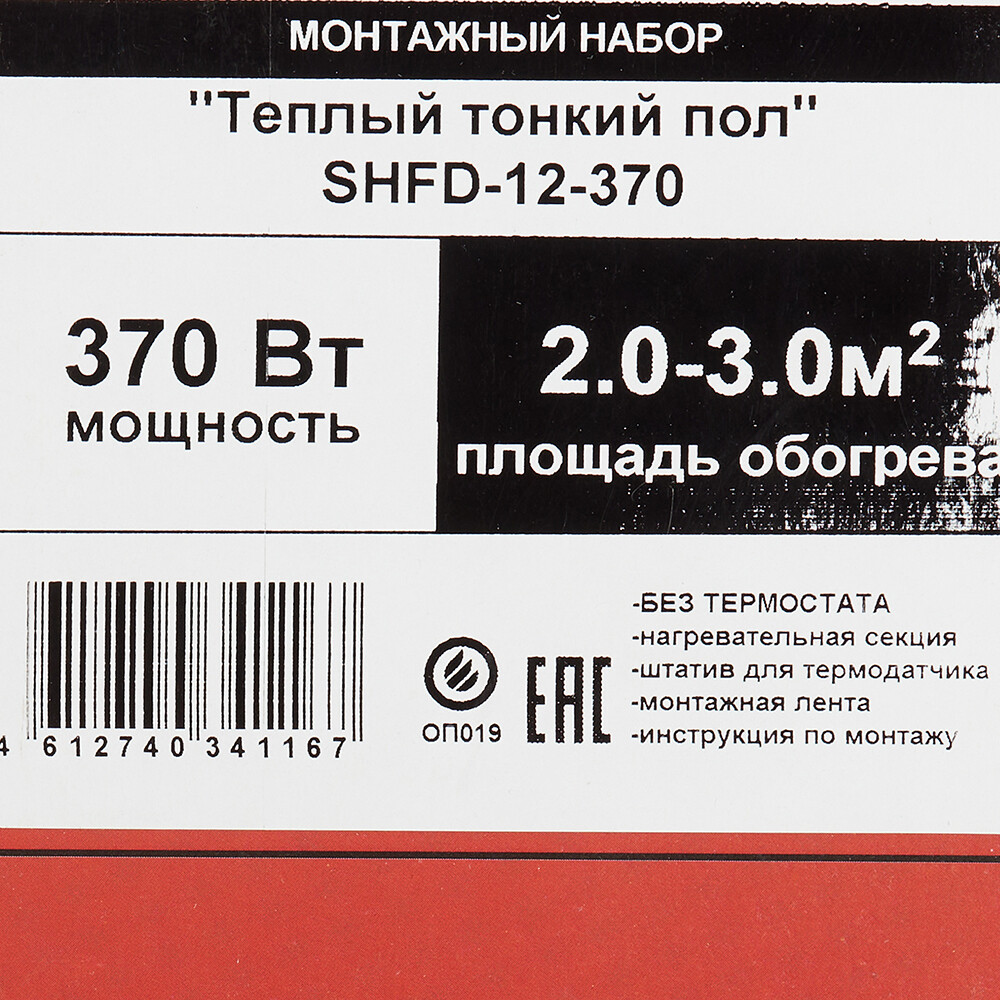 МОНТАЖНЫЙ НАБОР
"Теплый тонкий пол"
SHFD-12-370
370 Вт
мощность
2.0-3.0м²
площадь обогрева
4 612740 341167
ОП019
ЕАС
-БЕЗ ТЕРМОСТАТА
-нагревательная секция
-штатив для термодатчика
-монтажная лента
-инструкция по монтажу